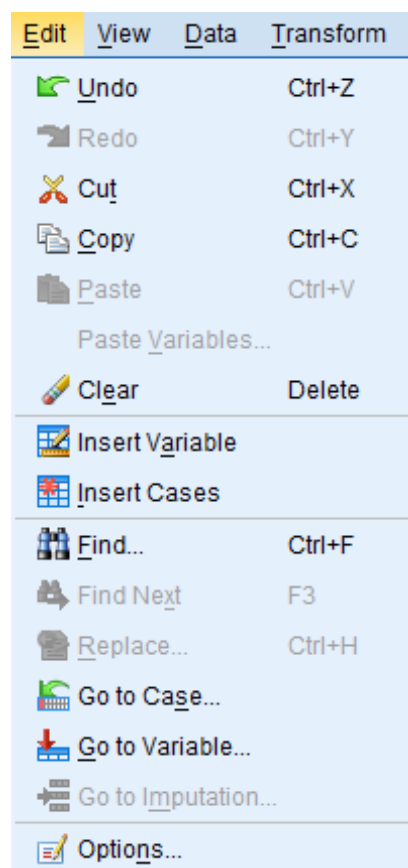 Edit View Data Transform
Undo Ctrl+Z
Redo Ctrl+Y
Cut Ctrl+X
Copy Ctrl+C
Paste Ctrl+V
Paste Variables...
Clear Delete
Insert Variable
Insert Cases
Find... Ctrl+F
Find Next F3
Replace... Ctrl+H
Go to Case...
Go to Variable...
Go to Imputation...
Options...